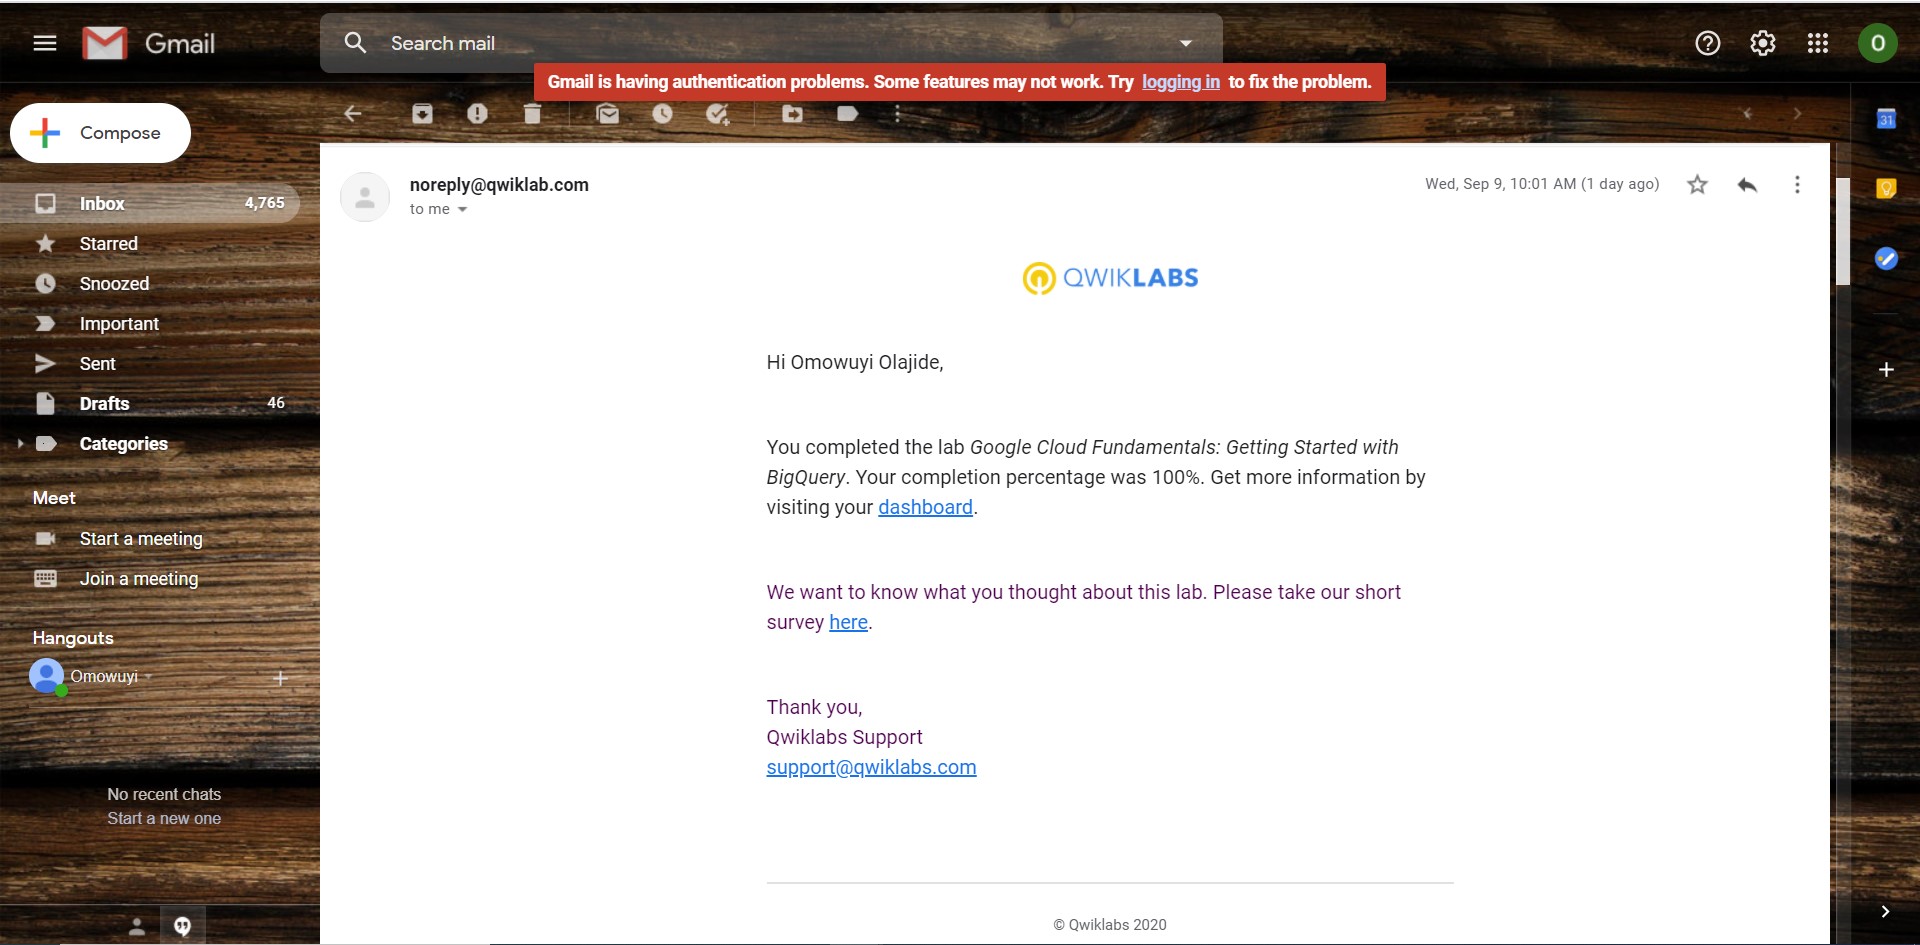 Gmail
Search mail
O
Gmail is having authentication problems. Some features may not work. Try logging in to fix the problem.
Compose
31
noreply@qwiklab.com
Wed, Sep 9, 10:01 AM (1 day ago)
to me
Inbox 4,765
Starred
Snoozed
Important
Sent
Drafts 46
Categories
Meet
Start a meeting
Join a meeting
Hangouts
Omowuyi
No recent chats
Start a new one
QWIKLABS
Hi Omowuyi Olajide,
You completed the lab Google Cloud Fundamentals: Getting Started with
BigQuery. Your completion percentage was 100%. Get more information by
visiting your dashboard.
We want to know what you thought about this lab. Please take our short
survey here.
Thank you,
Qwiklabs Support
support@qwiklabs.com
© Qwiklabs 2020